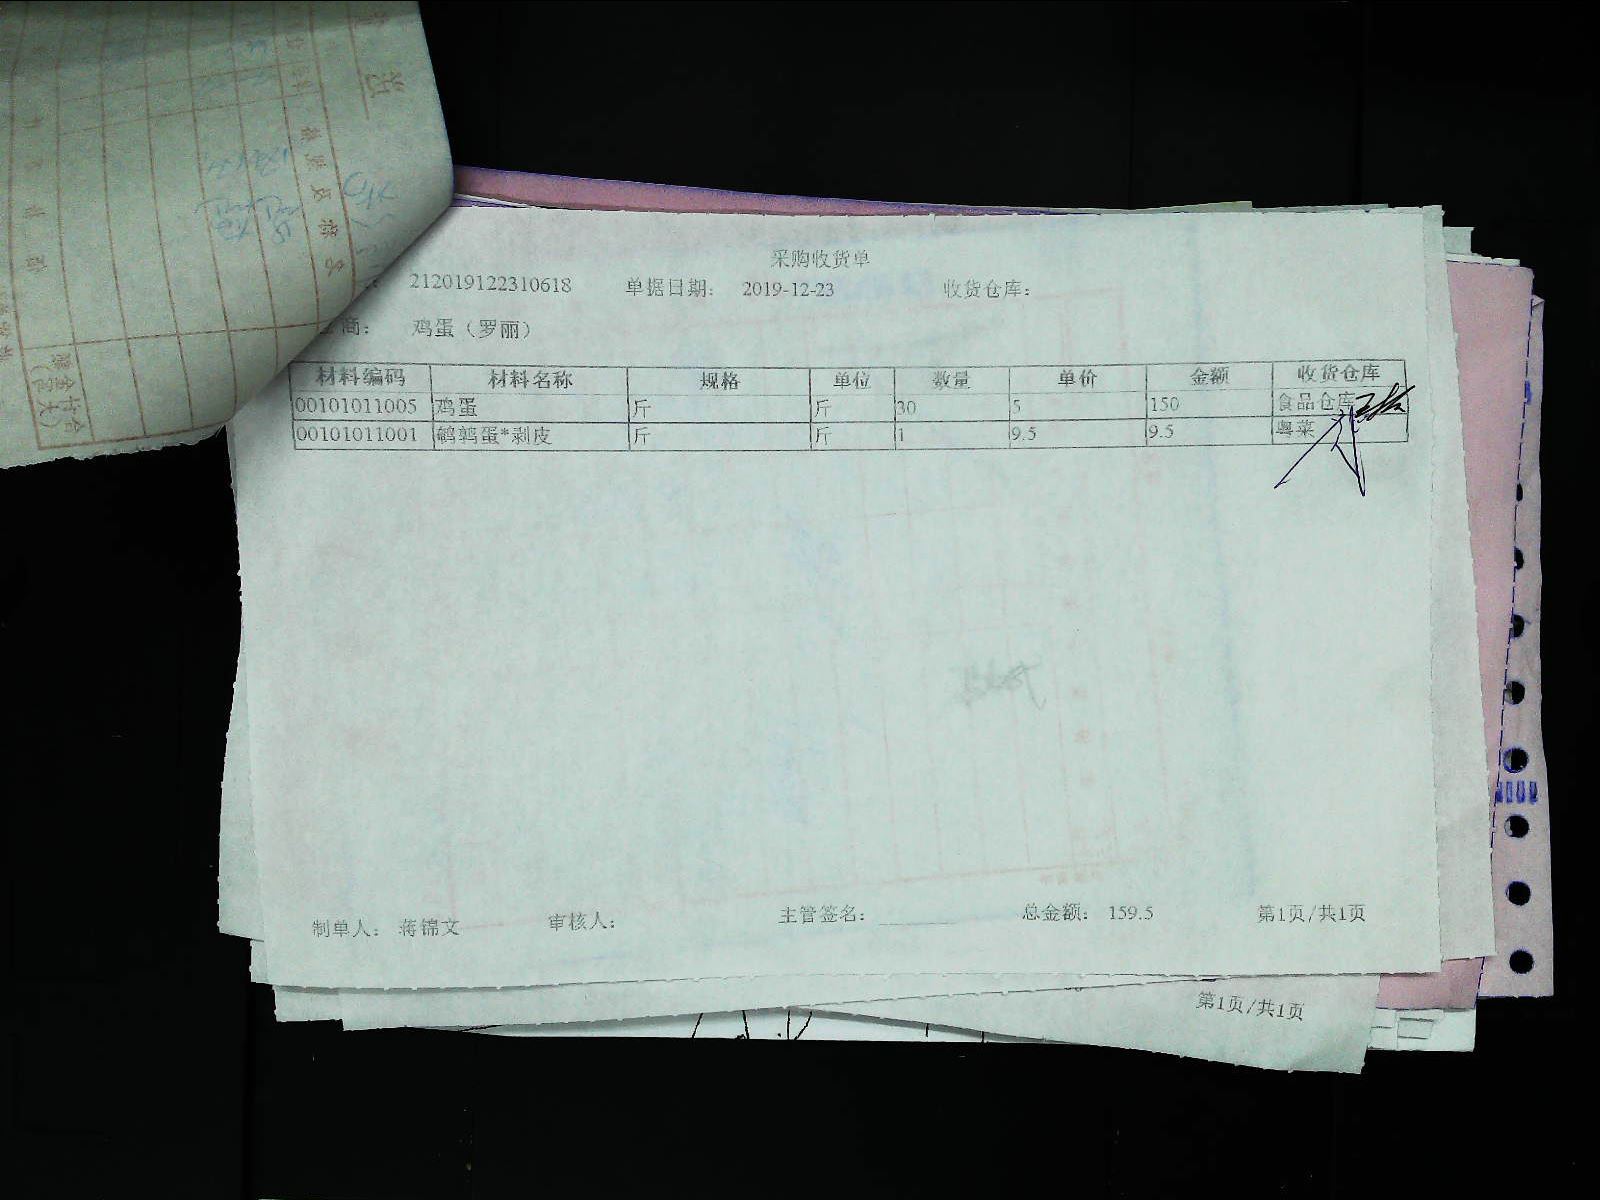 采购收货单
212019122310618 单据日期： 2019-12-23 收货仓库：
商： 鸡蛋（罗丽）
材料编码 材料名称 规格 单位 数量 单价 金额 收货仓库
00101011005 鸡蛋 斤 斤 30 5 150 食品仓库
00101011001 鹌鹑蛋*剥皮 斤 斤 1 9.5 9.5 粤菜
制单人： 蒋锦文 审核人： 主管签名： 总金额： 159.5 第1页/共1页
第1页/共1页